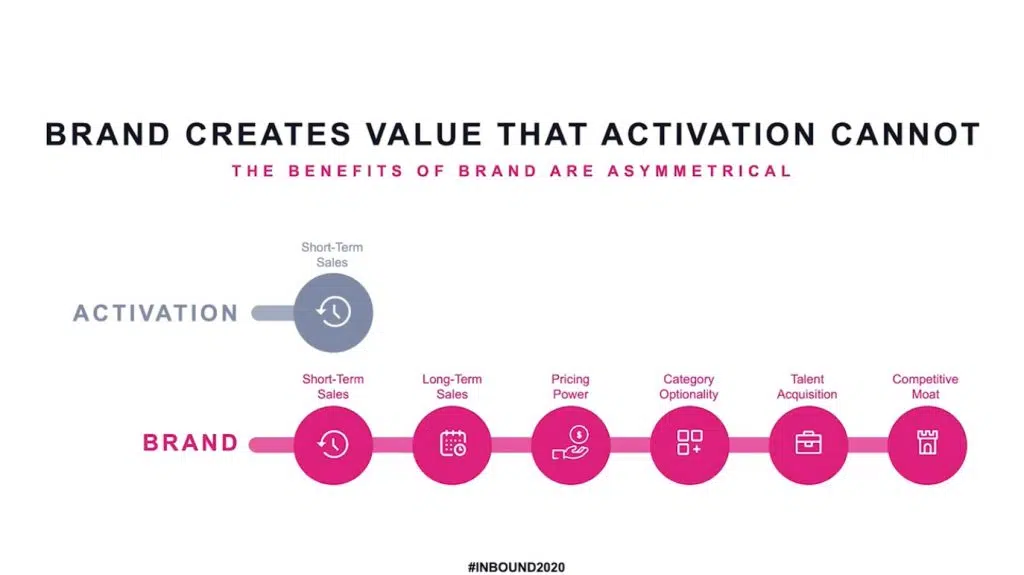 BRAND CREATES VALUE THAT ACTIVATION CANNOT
THE BENEFITS OF BRAND ARE ASYMMETRICAL
Short-Term
Sales
ACTIVATION
Short-Term
Sales
Long-Term
Sales
Pricing
Power
Category
Optionality
Talent
Acquisition
Competitive
Moat
BRAND
$
#INBOUND2020